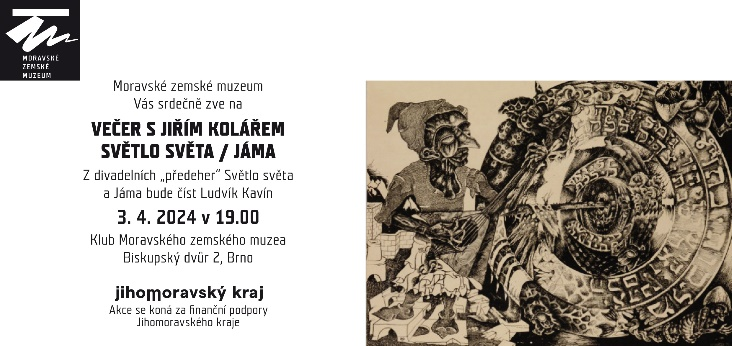 MORAVSKÉ
ZEMSKÉ
MUZEUM
Moravské zemské muzeum
Vás srdečně zve na
VEČER S JIŘÍM KOLÁŘEM
SVĚTLO SVĚTA / JÁMA
Z divadelních „předeher“ Světlo světa
a Jáma bude číst Ludvík Kavín
3. 4. 2024 v 19.00
Klub Moravského zemského muzea
Biskupský dvůr 2, Brno
jihomoravský kraj
Akce se koná za finanční podpory
Jihomoravského kraje